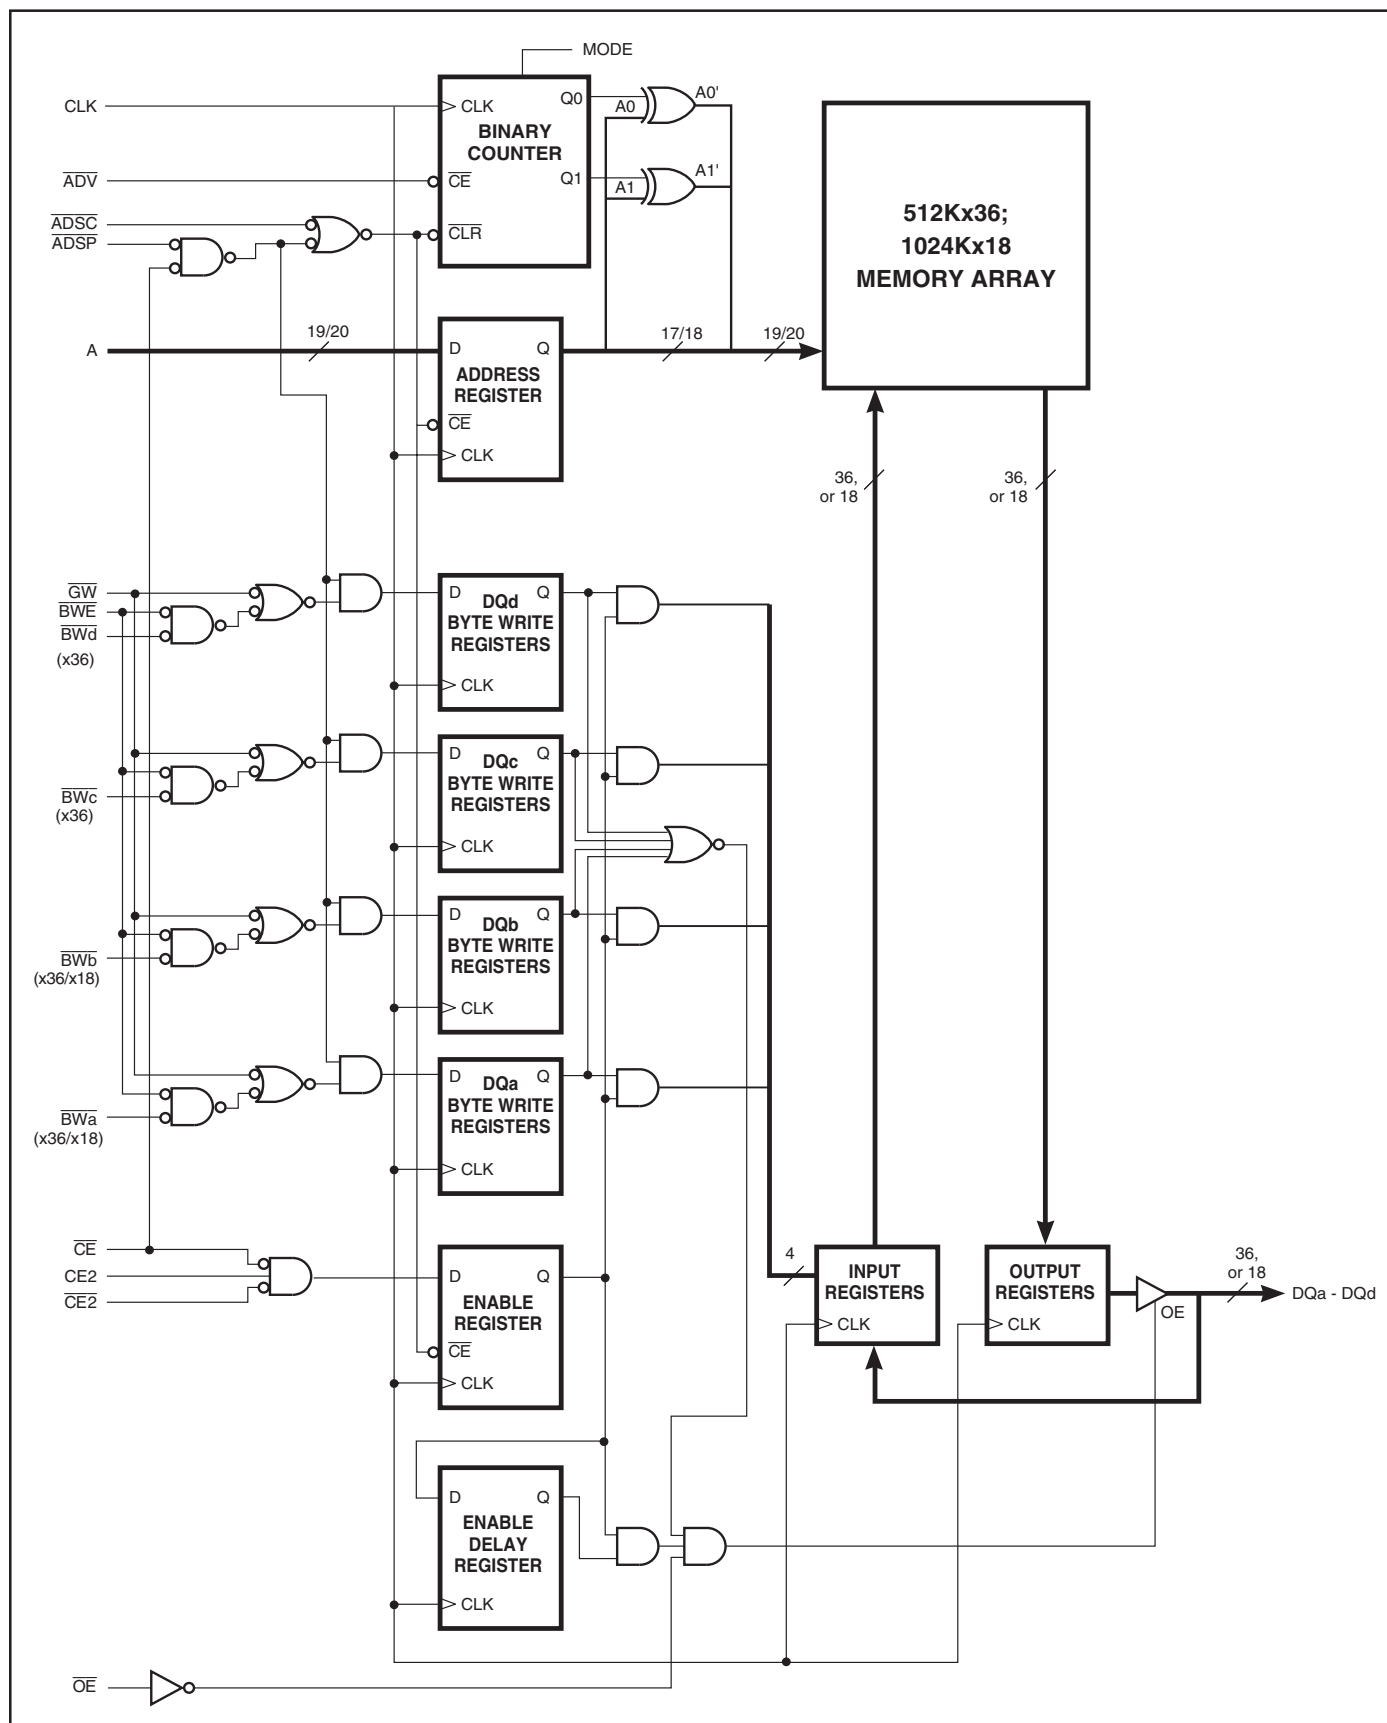 MODE
CLK
CLK
Q0
A0
A0'
BINARY
COUNTER
ADV
CE
Q1
A1
A1'
ADSC
ADSP
CLR
512Kx36;
1024Kx18
MEMORY ARRAY
A
19/20
D
Q
17/18
19/20
ADDRESS
REGISTER
CE
CLK
36,
or 18
36,
or 18
GW
BWE
BWd
(x36)
D
Q
DQd
BYTE WRITE
REGISTERS
CLK
BWc
(x36)
D
Q
DQc
BYTE WRITE
REGISTERS
CLK
BWb
(x36/x18)
D
Q
DQb
BYTE WRITE
REGISTERS
CLK
BWa
(x36/x18)
D
Q
DQa
BYTE WRITE
REGISTERS
CLK
CE
CE2
CE2
D
Q
ENABLE
REGISTER
CE
CLK
4
INPUT
REGISTERS
CLK
OUTPUT
REGISTERS
CLK
OE
36,
or 18
DQa - DQd
D
Q
ENABLE
DELAY
REGISTER
CLK
OE